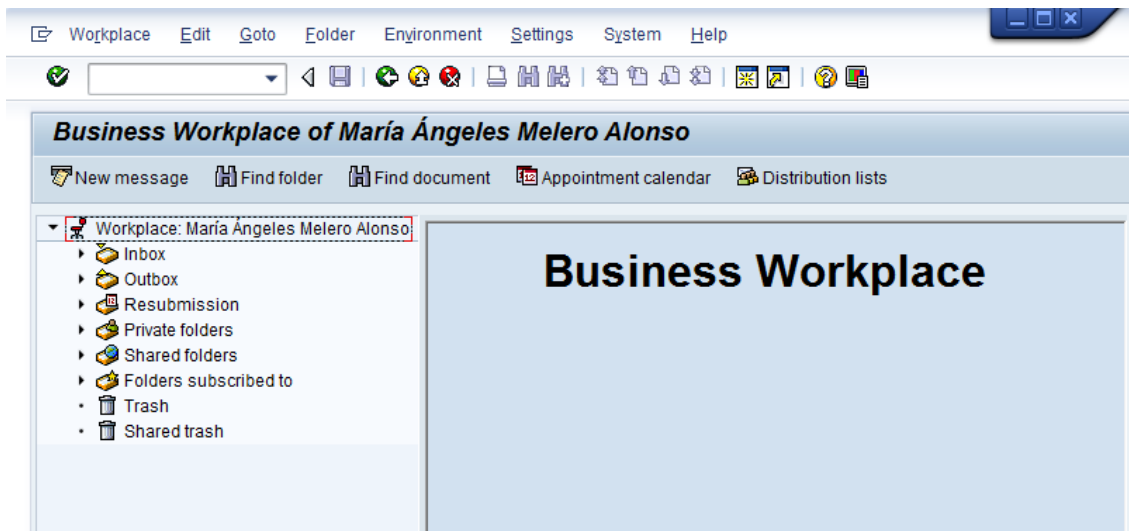 Workplace Edit Goto Folder Environment Settings System Help
Business Workplace of María Ángeles Melero Alonso
New message Find folder Find document Appointment calendar Distribution lists
Workplace: María Ángeles Melero Alonso
Inbox
Outbox
Resubmission
Private folders
Shared folders
Folders subscribed to
Trash
Shared trash
Business Workplace